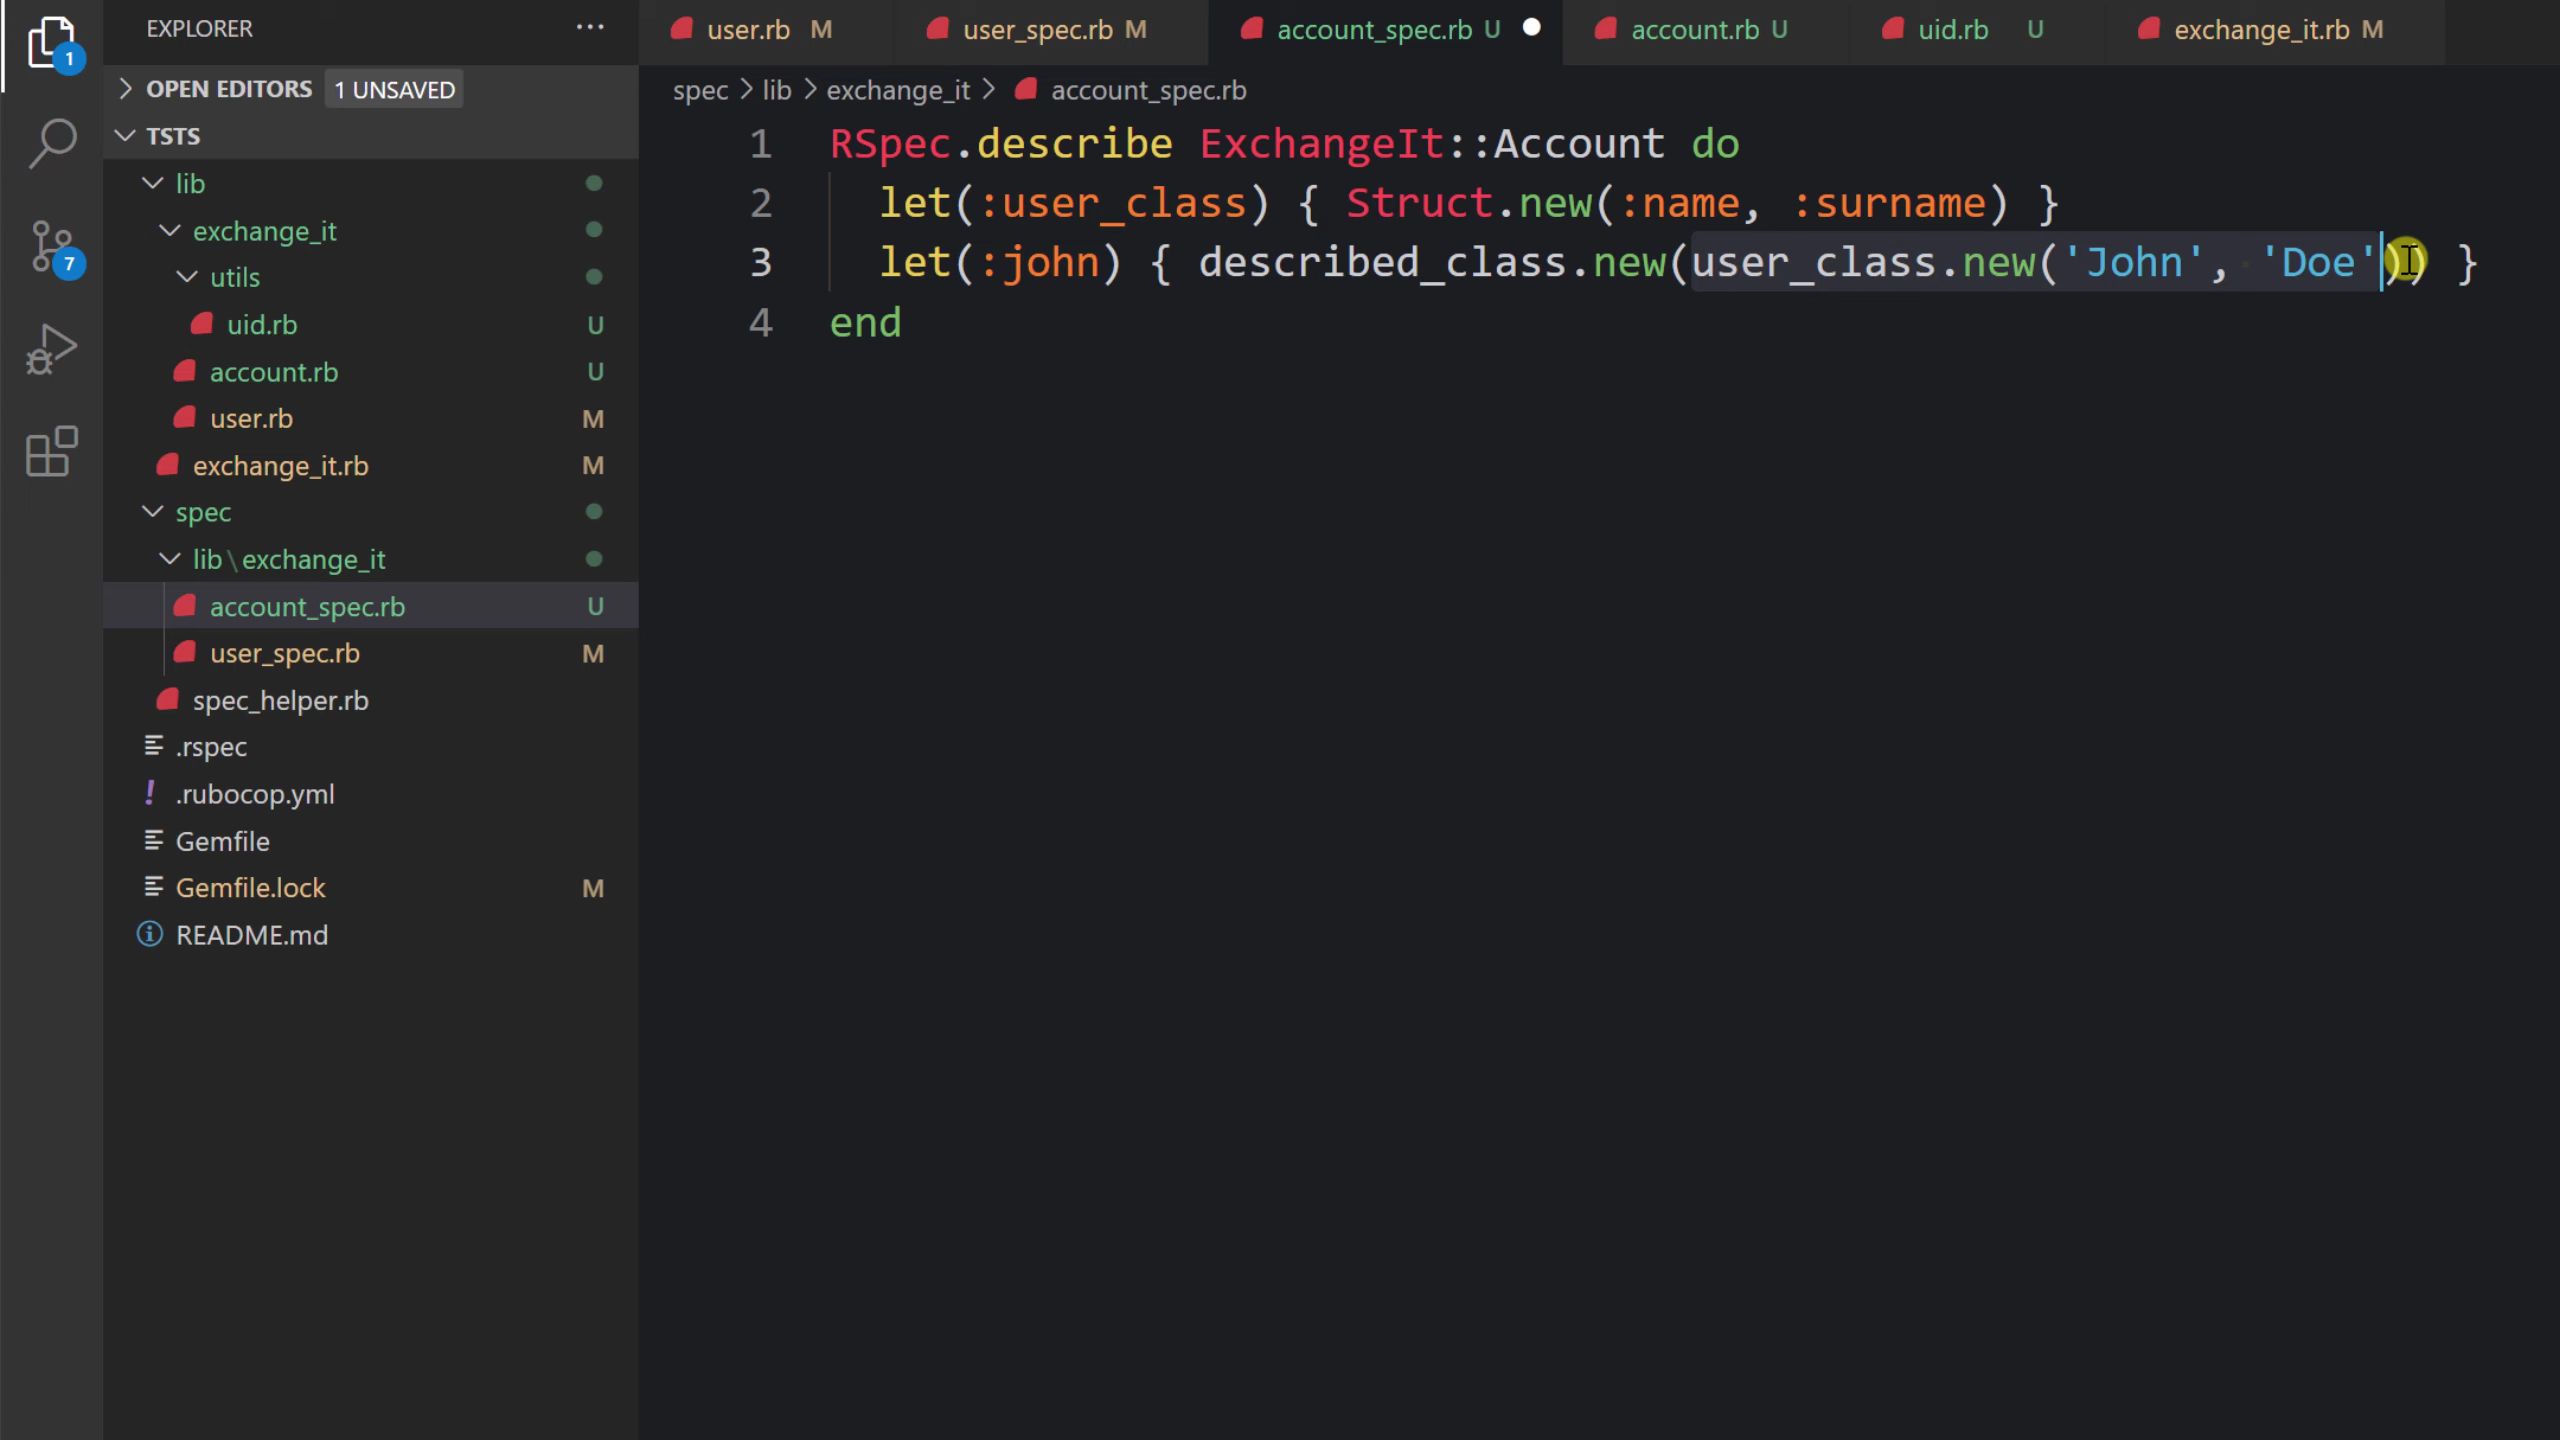 EXPLORER ···
OPEN EDITORS 1 UNSAVED
TSTS
lib
exchange_it
utils
uid.rb U
account.rb U
user.rb M
exchange_it.rb M
spec
lib\exchange_it
account_spec.rb U
user_spec.rb M
spec_helper.rb
.rspec
! .rubocop.yml
Gemfile
Gemfile.lock M
README.md
1
7
user.rb M user_spec.rb M account_spec.rb U account.rb U uid.rb U exchange_it.rb M
spec > lib > exchange_it > account_spec.rb
1 RSpec.describe ExchangeIt::Account do
2 let(:user_class) { Struct.new(:name, :surname) }
3 let(:john) { described_class.new(user_class.new('John', 'Doe')) }
4 end